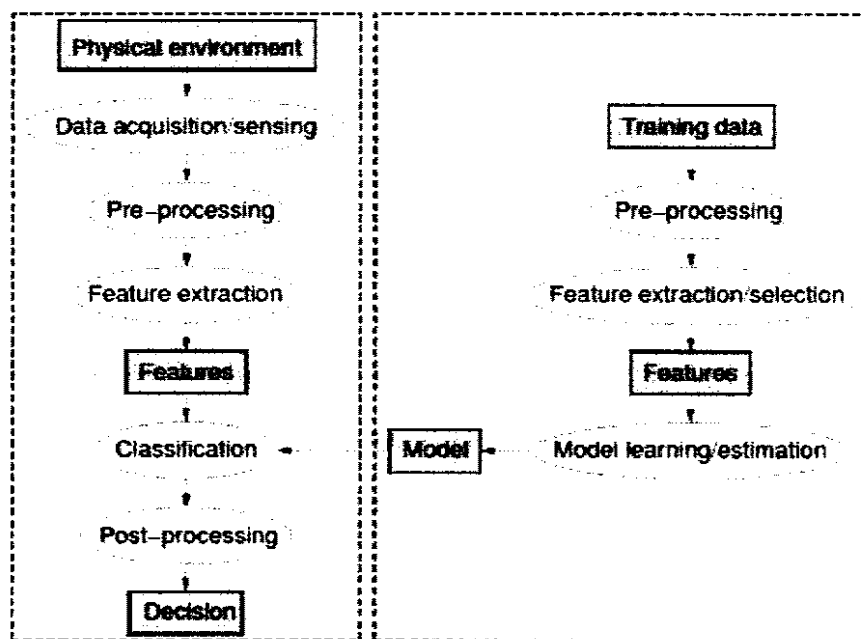 Physical environment
Data acquisition/sensing
Pre–processing
Feature extraction
Features
Classification
Post–processing
Decision
Training data
Pre–processing
Feature extraction/selection
Features
Model learning/estimation
Model